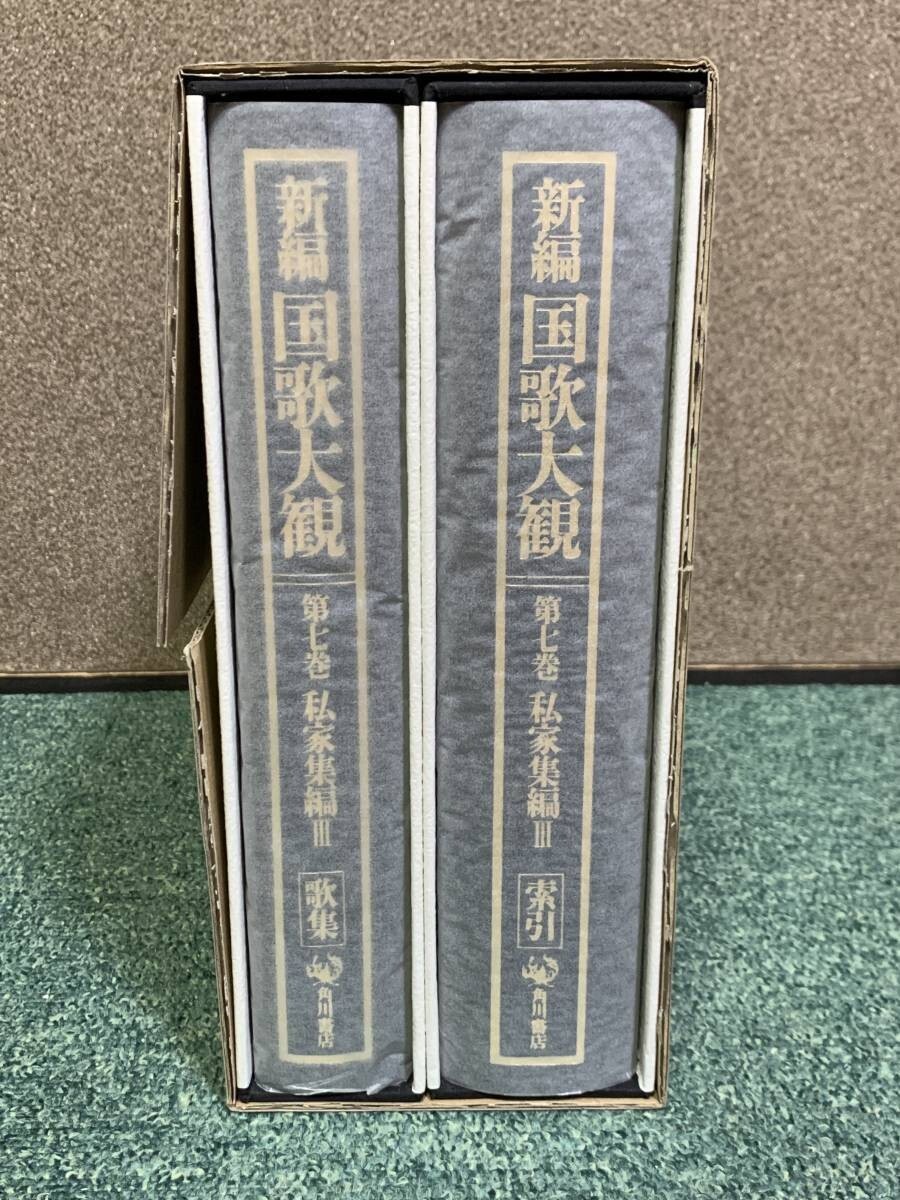 新編 国歌大観
第七巻 私家集編III
歌集
角川書店
新編 国歌大観
第七巻 私家集編III
索引
角川書店